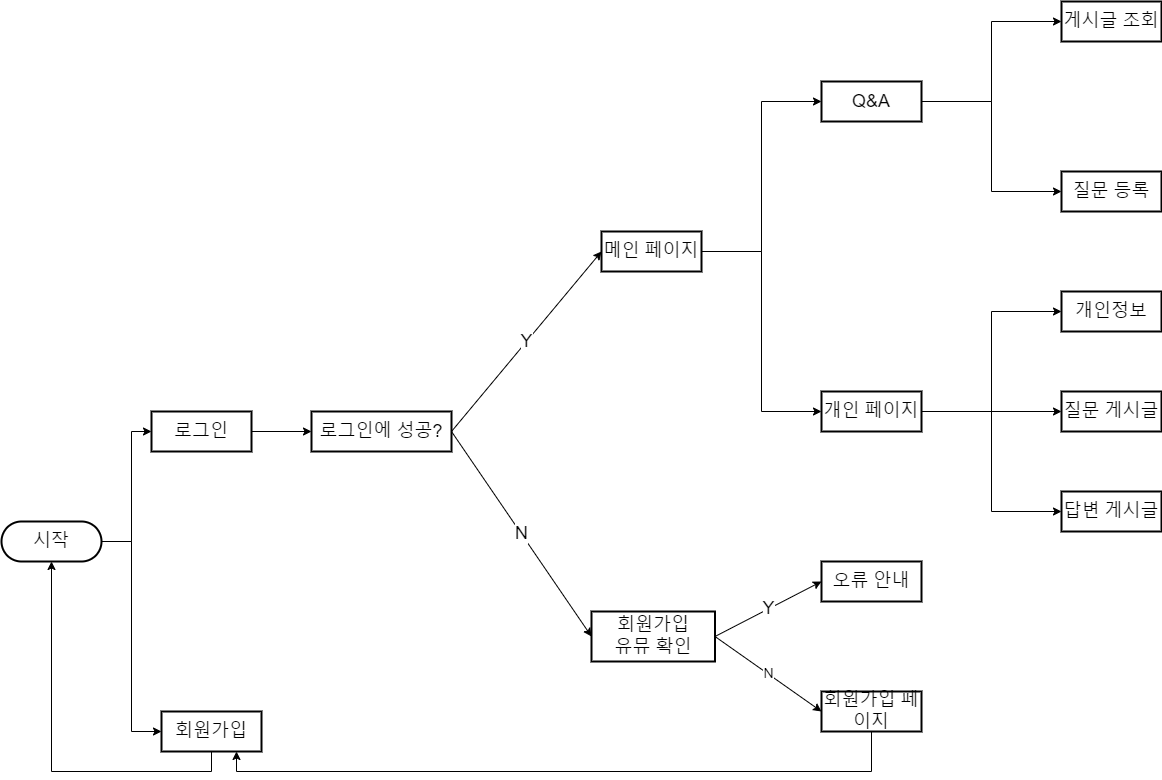 게시글 조회
Q&A
질문 등록
메인 페이지
개인정보
Y
개인 페이지
질문 게시글
로그인
로그인에 성공?
답변 게시글
N
시작
오류 안내
Y
회원가입
유뮤 확인
N
회원가입 페
이지
회원가입